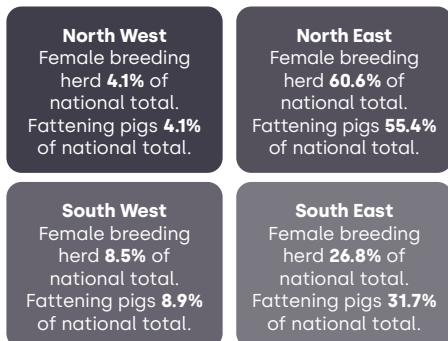 North West
Female breeding
herd 4.1% of
national total.
Fattening pigs 4.1%
of national total.
North East
Female breeding
herd 60.6% of
national total.
Fattening pigs 55.4%
of national total.
South West
Female breeding
herd 8.5% of
national total.
Fattening pigs 8.9%
of national total.
South East
Female breeding
herd 26.8% of
national total.
Fattening pigs 31.7%
of national total.